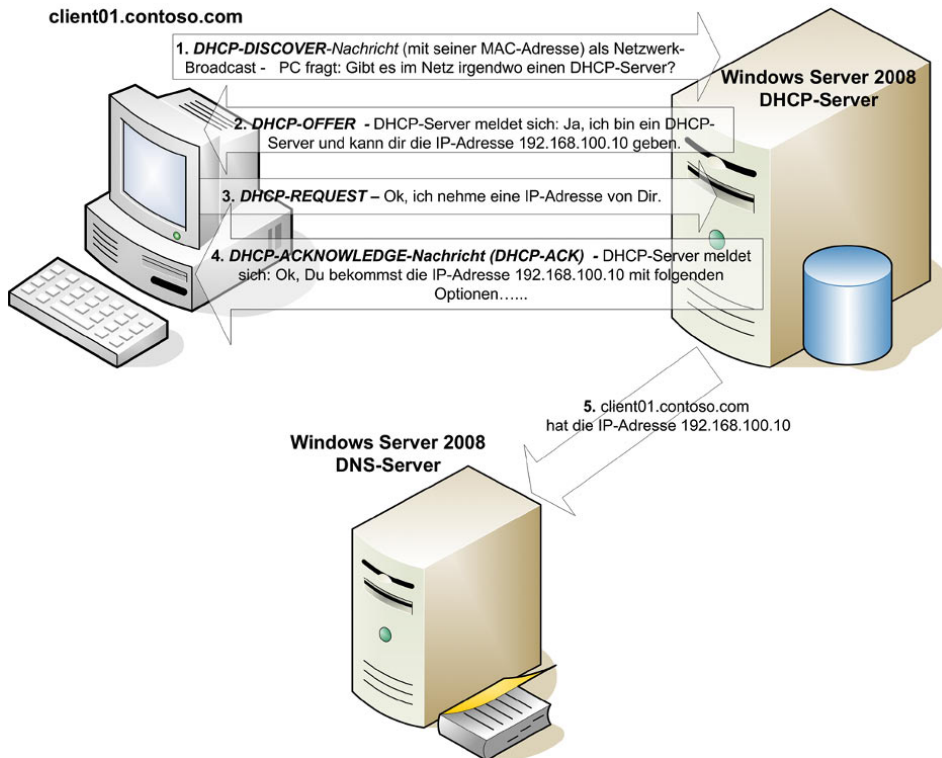 client01.contoso.com
1. DHCP-DISCOVER-Nachricht (mit seiner MAC-Adresse) als Netzwerk-
Broadcast - PC fragt: Gibt es im Netz irgendwo einen DHCP-Server?
Windows Server 2008
DHCP-Server
2. DHCP-OFFER - DHCP-Server meldet sich: Ja, ich bin ein DHCP-
Server und kann dir die IP-Adresse 192.168.100.10 geben.
3. DHCP-REQUEST – Ok, ich nehme eine IP-Adresse von Dir.
4. DHCP-ACKNOWLEDGE-Nachricht (DHCP-ACK) - DHCP-Server meldet
sich: Ok, Du bekommst die IP-Adresse 192.168.100.10 mit folgenden
Optionen......
5. client01.contoso.com
hat die IP-Adresse 192.168.100.10
Windows Server 2008
DNS-Server